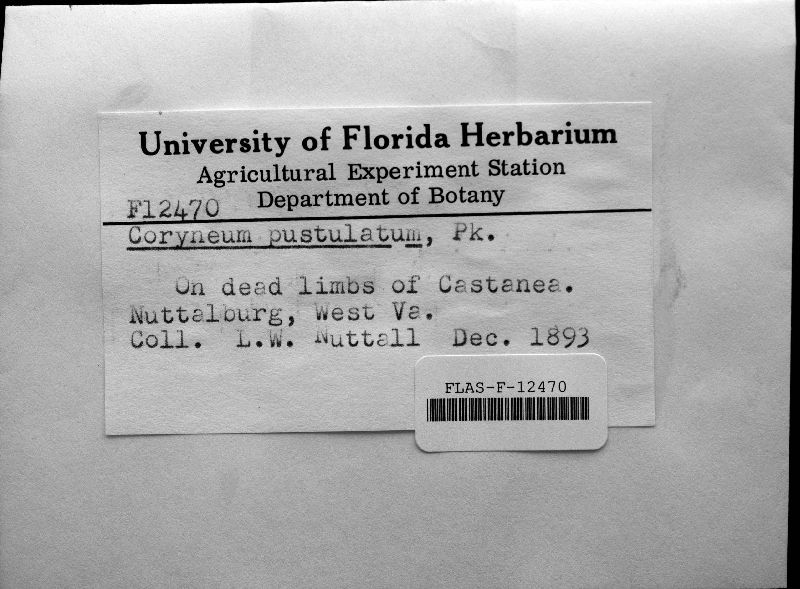 University of Florida Herbarium
Agricultural Experiment Station
Department of Botany
F12470
Coryneum pustulatum, Pk.
On dead limbs of Castanea.
Nuttalburg, West Va.
Coll. L.W. Nuttall Dec. 1893
FLAS-F-12470